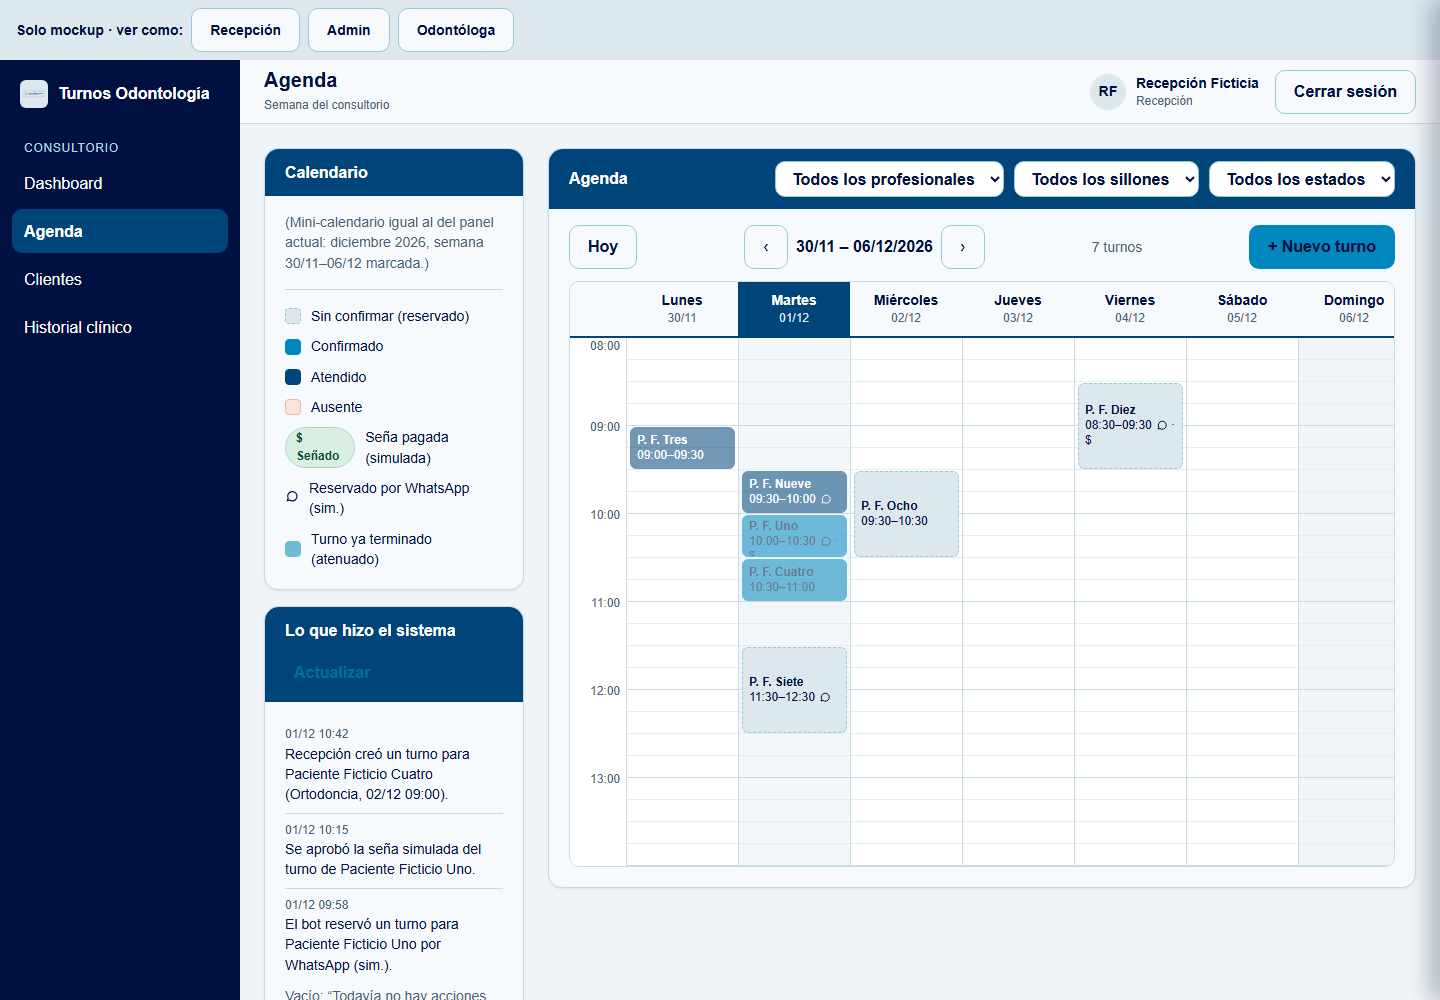 Solo mockup · ver como:
Recepción
Admin
Odontóloga
Turnos Odontología
CONSULTORIO
Dashboard
Agenda
Clientes
Historial clínico
Agenda
Semana del consultorio
RF
Recepción Ficticia
Recepción
Cerrar sesión
Calendario
(Mini-calendario igual al del panel
actual: diciembre 2026, semana
30/11–06/12 marcada.)
Sin confirmar (reservado)
Confirmado
Atendido
Ausente
$
Señado
Seña pagada
(simulada)
Reservado por WhatsApp
(sim.)
Turno ya terminado
(atenuado)
Lo que hizo el sistema
Actualizar
01/12 10:42
Recepción creó un turno para
Paciente Ficticio Cuatro
(Ortodoncia, 02/12 09:00).
01/12 10:15
Se aprobó la seña simulada del
turno de Paciente Ficticio Uno.
01/12 09:58
El bot reservó un turno para
Paciente Ficticio Uno por
WhatsApp (sim.).
Vacío: “Todavía no hay acciones
Agenda
Todos los profesionales
Todos los sillones
Todos los estados
Hoy
‹
30/11 – 06/12/2026
›
7 turnos
+ Nuevo turno
Lunes
30/11
Martes
01/12
Miércoles
02/12
Jueves
03/12
Viernes
04/12
Sábado
05/12
Domingo
06/12
08:00
09:00
10:00
11:00
12:00
13:00
P. F. Tres
09:00–09:30
P. F. Nueve
09:30–10:00
P. F. Uno
10:00–10:30 ·
$
P. F. Cuatro
10:30–11:00
P. F. Siete
11:30–12:30
P. F. Ocho
09:30–10:30
P. F. Diez
08:30–09:30 ·
$